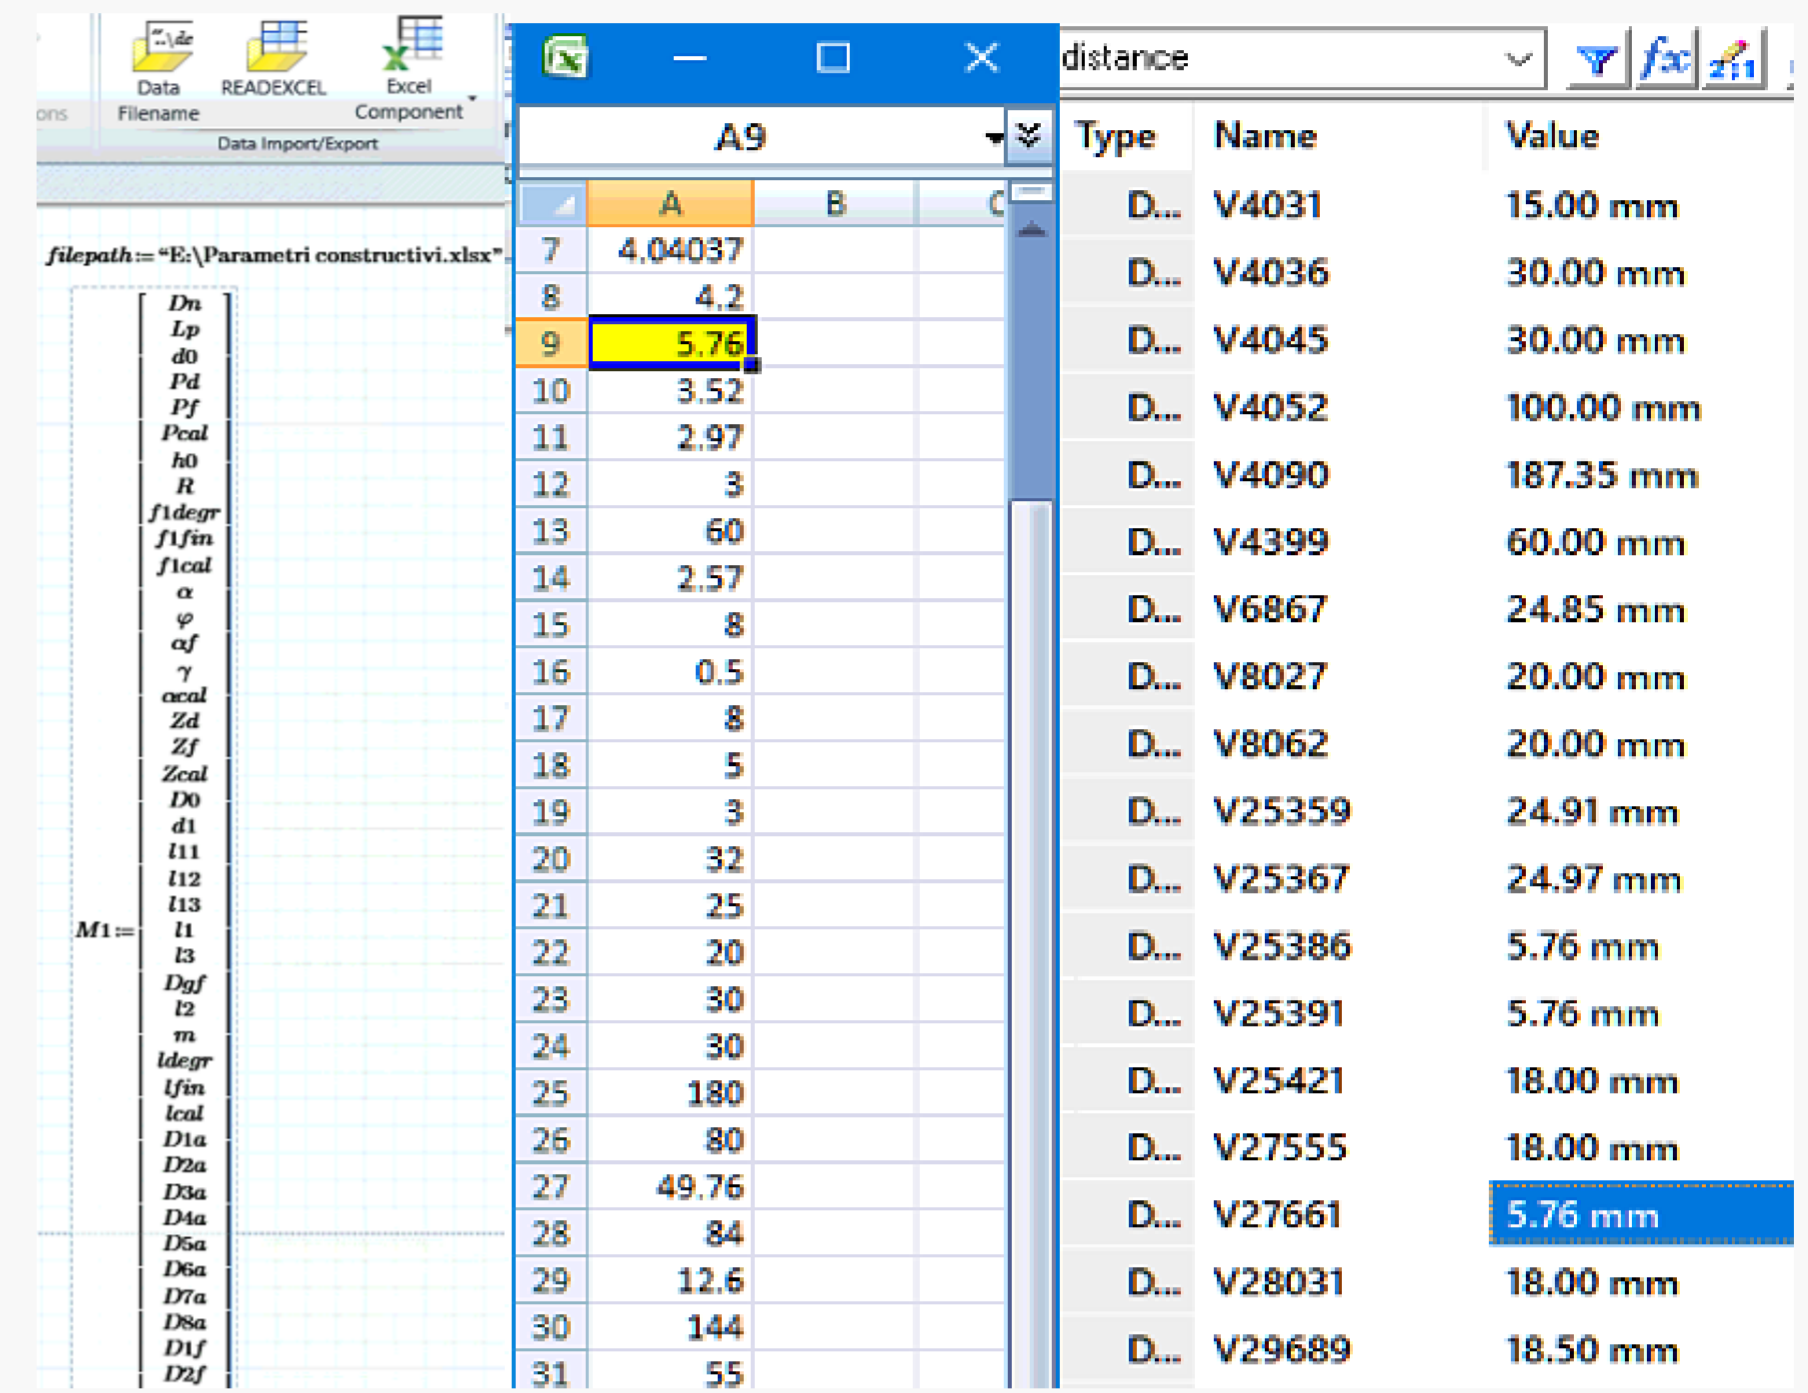 "..\de
Data Filename
READEXCEL
Excel Component
ons
Data Import/Export
filepath:="E:\Parametri constructivi.xlsx"
M1:=
Dn
Lp
d0
Pd
Pf
Pcal
h0
R
f1degr
f1fin
f1cal
α
φ
αf
γ
αcal
Zd
Zf
Zcal
D0
d1
l11
l12
l13
l1
l3
Dgf
l2
m
ldegr
lfin
lcal
D1a
D2a
D3a
D4a
D5a
D6a
D7a
D8a
D1f
D2f
A9
A B C
7 4.04037
8 4.2
9 5.76
10 3.52
11 2.97
12 3
13 60
14 2.57
15 8
16 0.5
17 8
18 5
19 3
20 32
21 25
22 20
23 30
24 30
25 180
26 80
27 49.76
28 84
29 12.6
30 144
31 55
distance
fx
Type Name Value
D... V4031 15.00 mm
D... V4036 30.00 mm
D... V4045 30.00 mm
D... V4052 100.00 mm
D... V4090 187.35 mm
D... V4399 60.00 mm
D... V6867 24.85 mm
D... V8027 20.00 mm
D... V8062 20.00 mm
D... V25359 24.91 mm
D... V25367 24.97 mm
D... V25386 5.76 mm
D... V25391 5.76 mm
D... V25421 18.00 mm
D... V27555 18.00 mm
D... V27661 5.76 mm
D... V28031 18.00 mm
D... V29689 18.50 mm